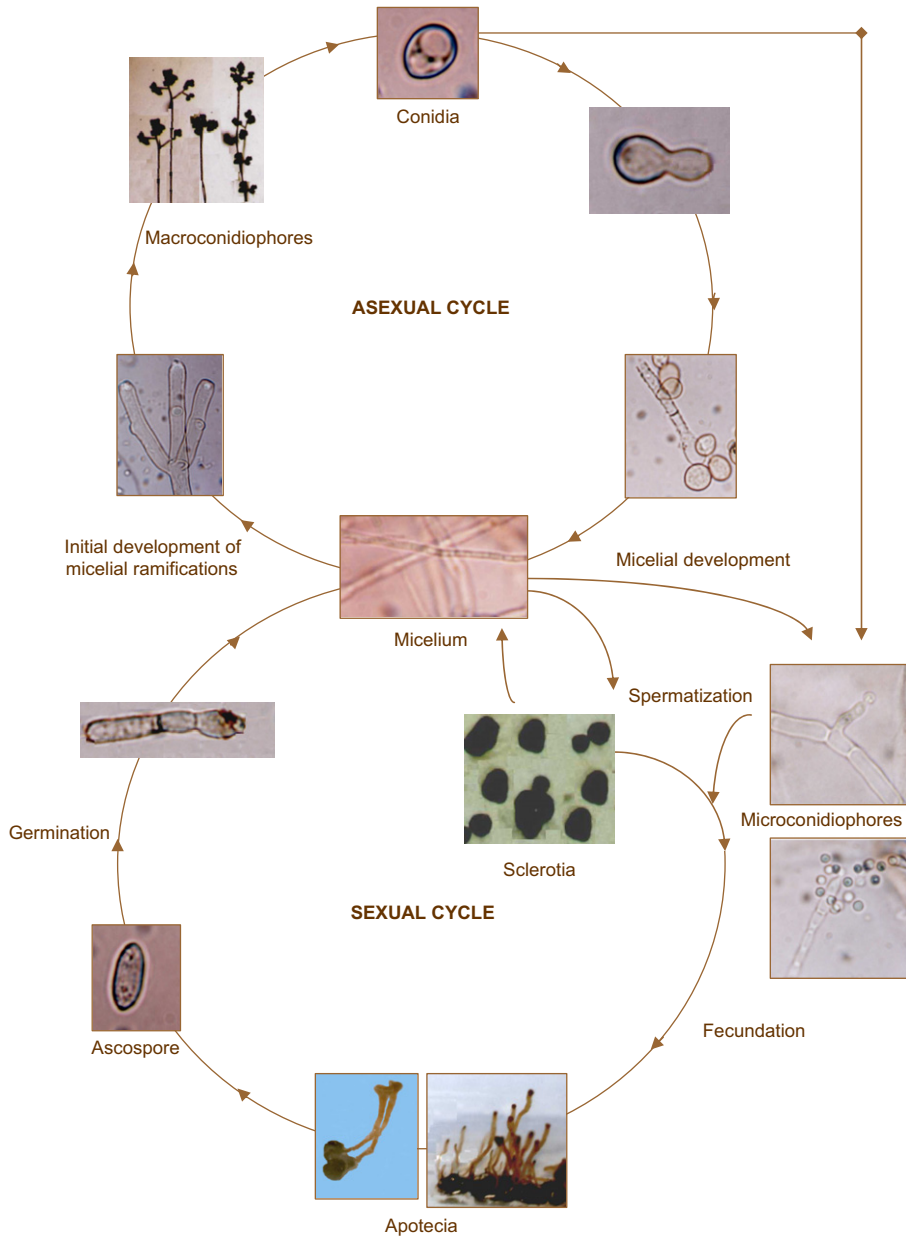 Conidia
Macroconidiophores
ASEXUAL CYCLE
Initial development of
micelial ramifications
Micelial development
Micelium
Spermatization
Microconidiophores
Germination
Sclerotia
SEXUAL CYCLE
Fecundation
Ascospore
Apotecia